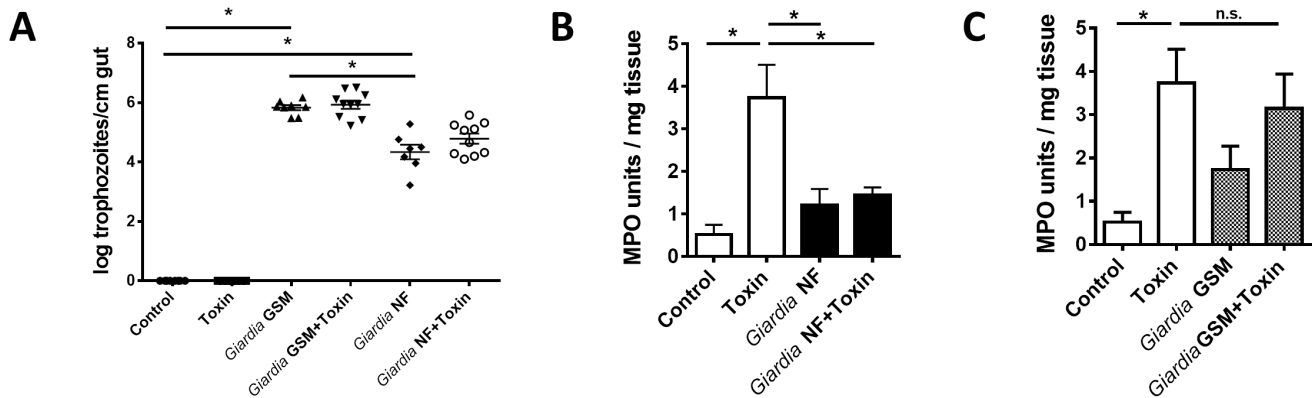 A
*
*
*
log trophozoites/cm gut
8
6
4
2
0
Control
Toxin
Giardia GSM
Giardia GSM+Toxin
Giardia NF
Giardia NF+Toxin
B
*
*
*
MPO units / mg tissue
5
4
3
2
1
0
Control
Toxin
Giardia NF
Giardia NF+Toxin
C
*
n.s.
MPO units / mg tissue
5
4
3
2
1
0
Control
Toxin
Giardia GSM
Giardia GSM+Toxin